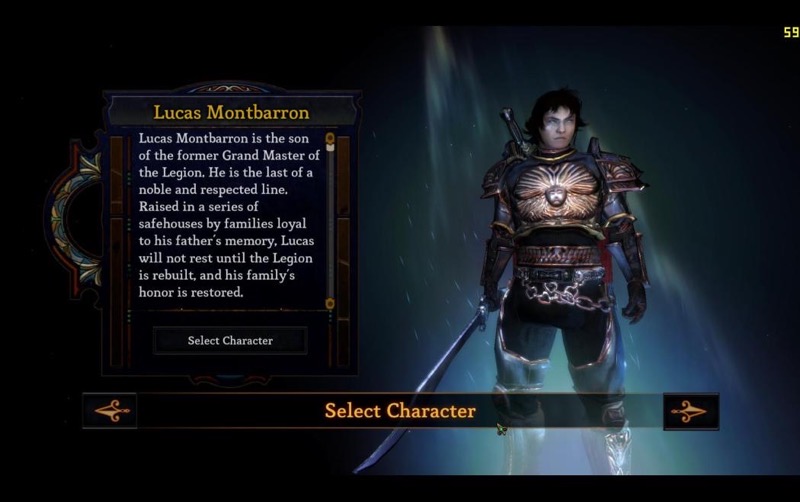 59
Lucas Montbarron
Lucas Montbarron is the son
of the former Grand Master of
the Legion. He is the last of a
noble and respected line.
Raised in a series of
safehouses by families loyal
to his father's memory, Lucas
will not rest until the Legion
is rebuilt, and his family's
honor is restored.
Select Character
Select Character